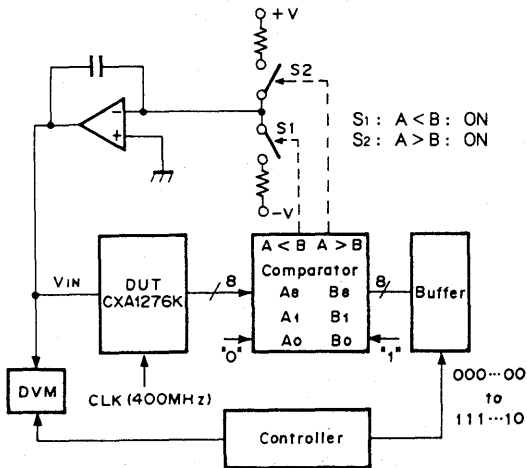 +V
S2
S1
S1: A < B: ON
S2: A > B: ON
-V
A < B A > B
VIN
DUT
CXA1276K
8
Comparator
A8 B8
A1 B1
A0 B0
8
Buffer
"0"
"1"
DVM
CLK (400MHz)
000···00
to
111···10
Controller